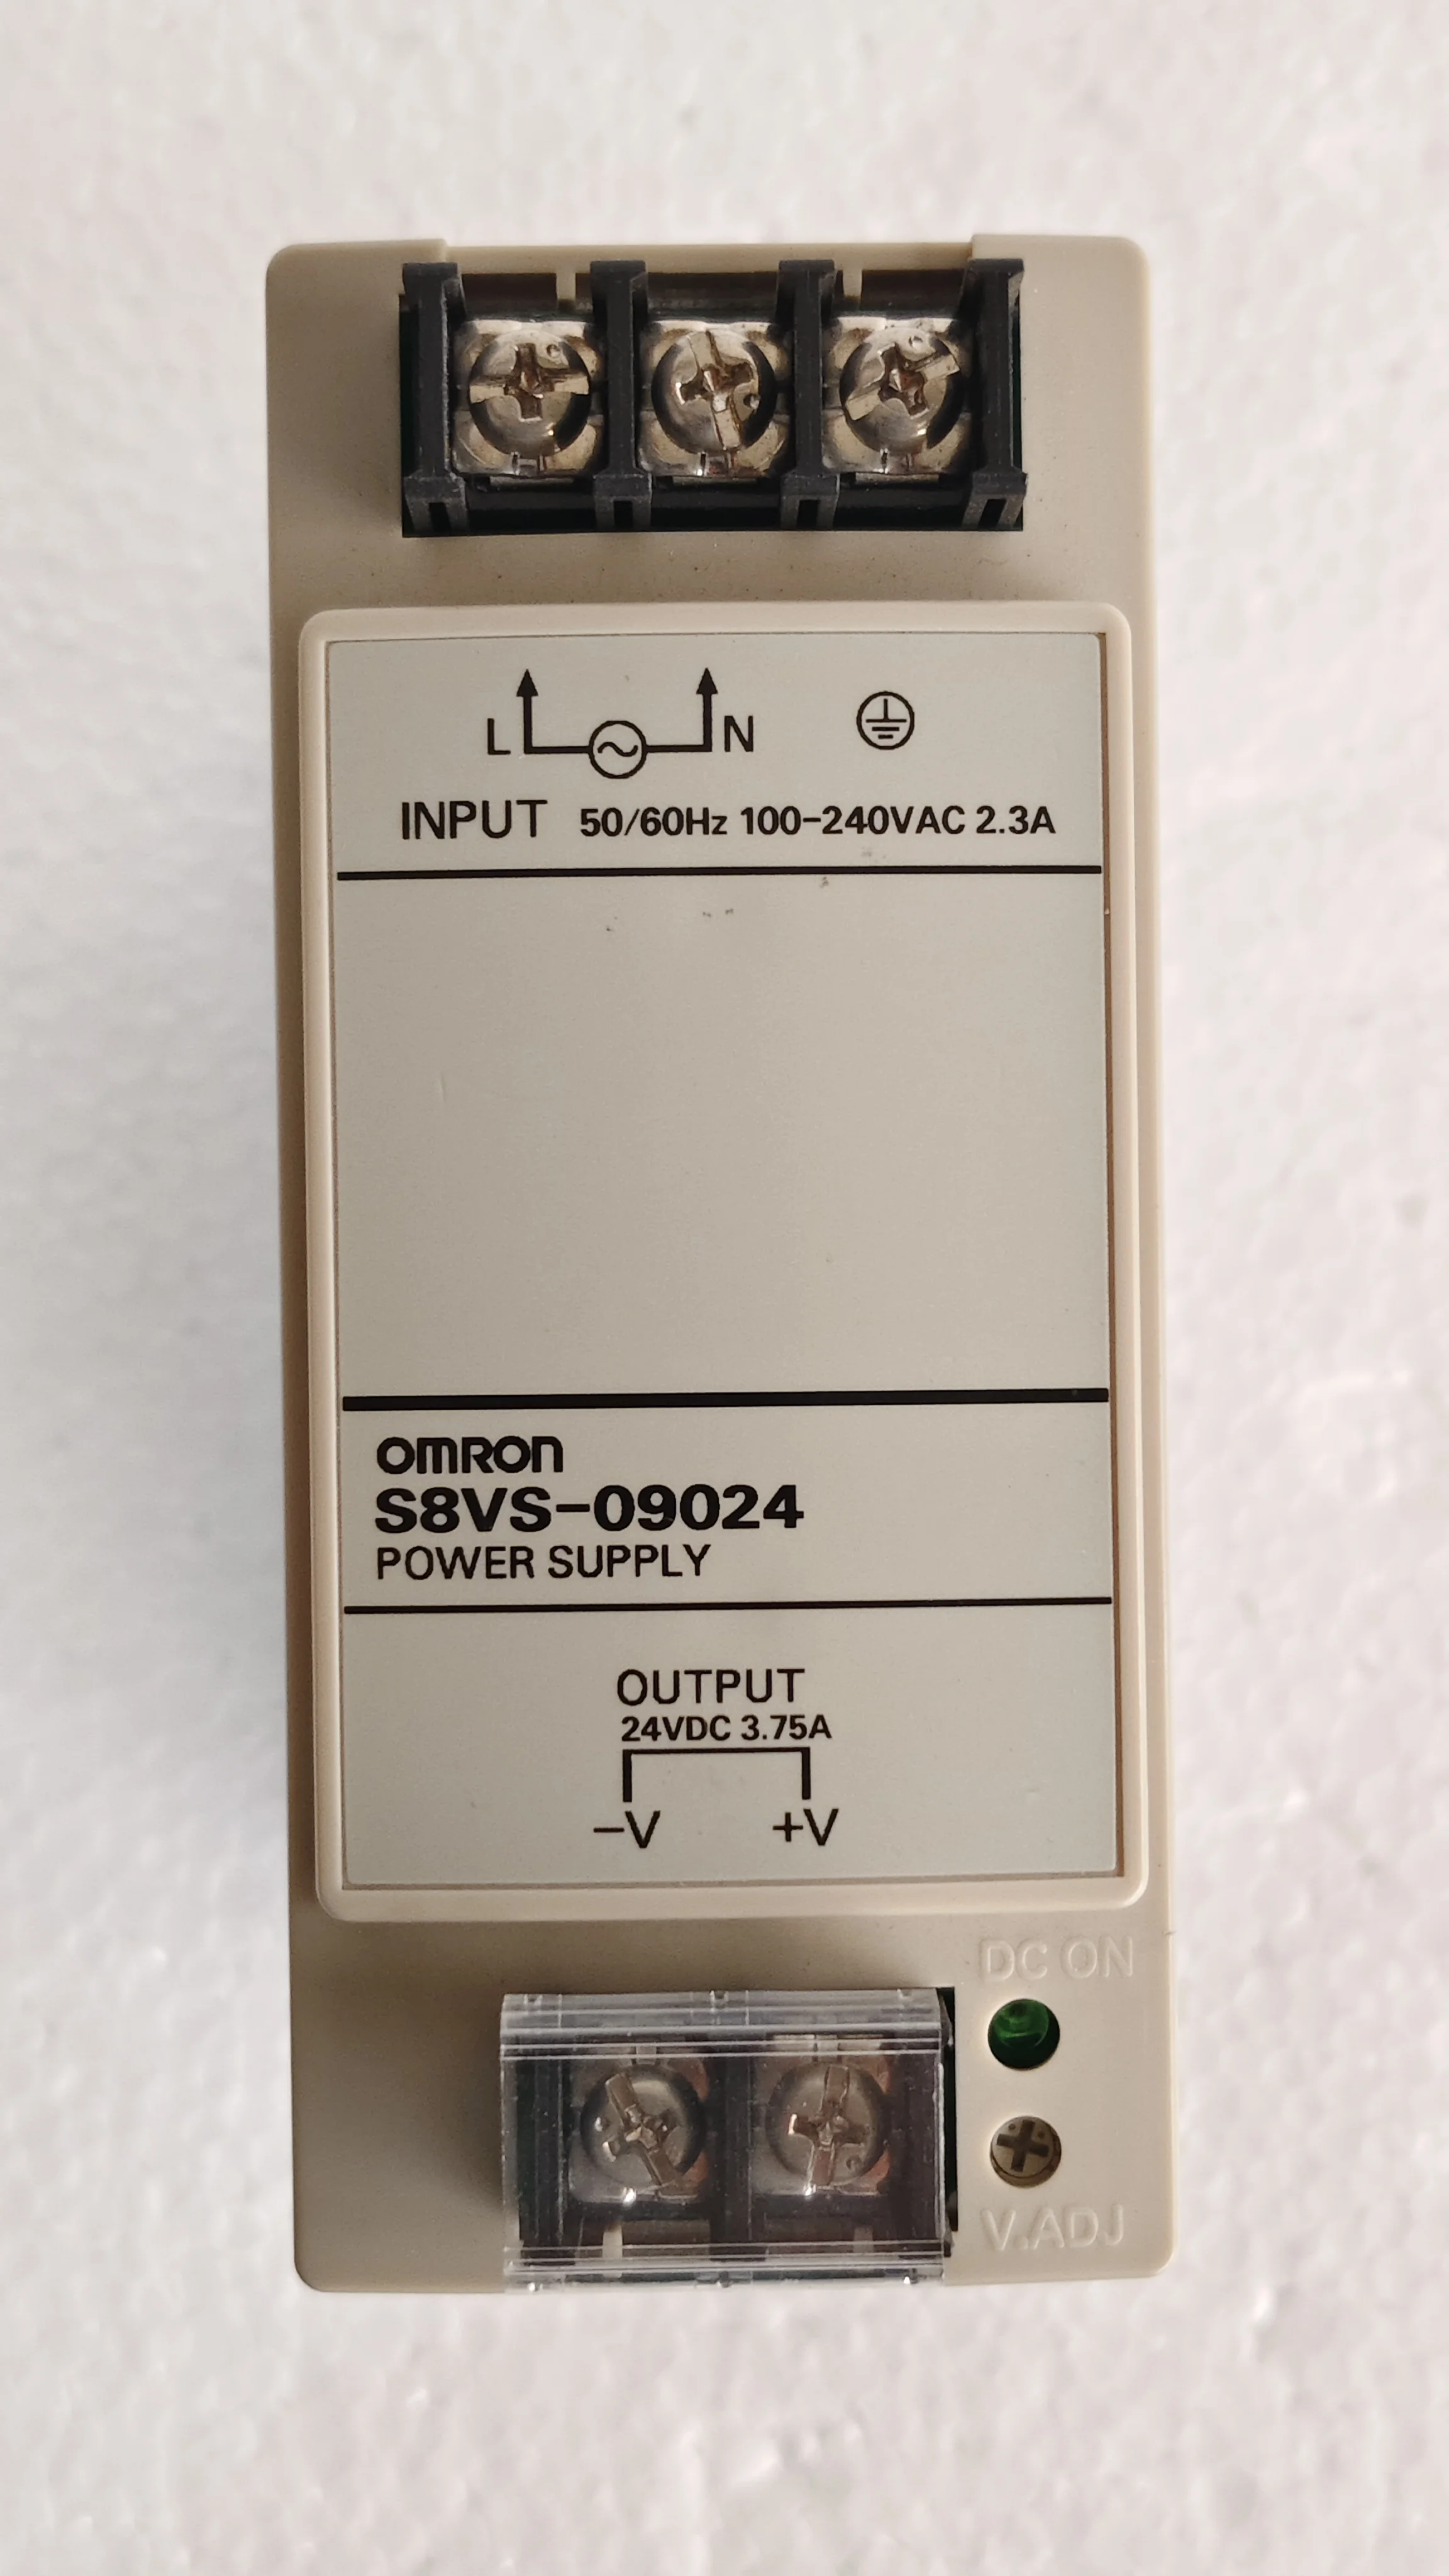 L N
INPUT 50/60Hz 100-240VAC 2.3A
OMRON
S8VS-09024
POWER SUPPLY
OUTPUT
24VDC 3.75A
-V +V
DC ON
V.ADJ